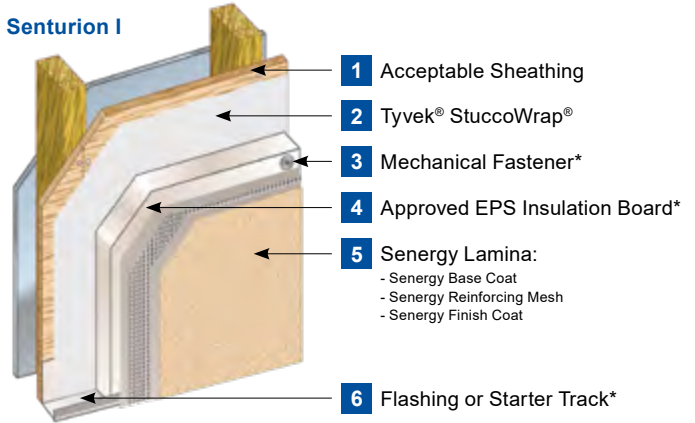 Senturion I
1 Acceptable Sheathing
2 Tyvek® StuccoWrap®
3 Mechanical Fastener*
4 Approved EPS Insulation Board*
5 Senergy Lamina:
- Senergy Base Coat
- Senergy Reinforcing Mesh
- Senergy Finish Coat
6 Flashing or Starter Track*